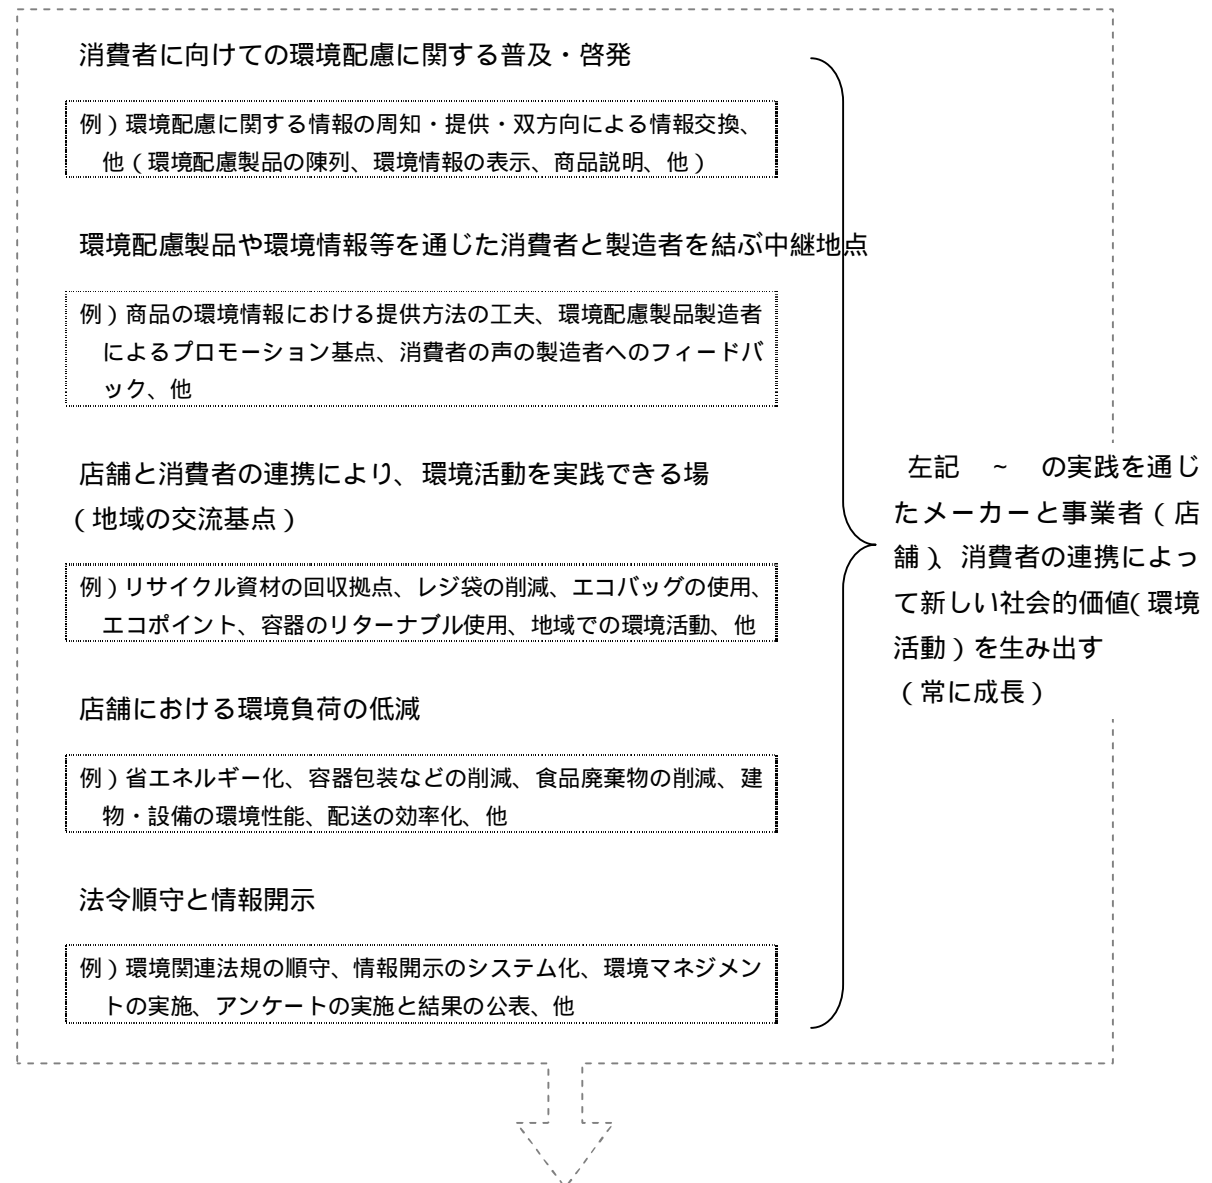 消費者に向けての環境配慮に関する普及・啓発
例）環境配慮に関する情報の周知・提供・双方向による情報交換、
他（環境配慮製品の陳列、環境情報の表示、商品説明、他）
環境配慮製品や環境情報等を通じた消費者と製造者を結ぶ中継地点
例）商品の環境情報における提供方法の工夫、環境配慮製品製造者
によるプロモーション基点、消費者の声の製造者へのフィードバ
ック、他
店舗と消費者の連携により、環境活動を実践できる場
（地域の交流基点）
例）リサイクル資材の回収拠点、レジ袋の削減、エコバッグの使用、
エコポイント、容器のリターナブル使用、地域での環境活動、他
店舗における環境負荷の低減
例）省エネルギー化、容器包装などの削減、食品廃棄物の削減、建
物・設備の環境性能、配送の効率化、他
法令順守と情報開示
例）環境関連法規の順守、情報開示のシステム化、環境マネジメン
トの実施、アンケートの実施と結果の公表、他
左記　~　の実践を通じ
たメーカーと事業者（店
舗）、消費者の連携によっ
て新しい社会的価値（環境
活動）を生み出す
（常に成長）